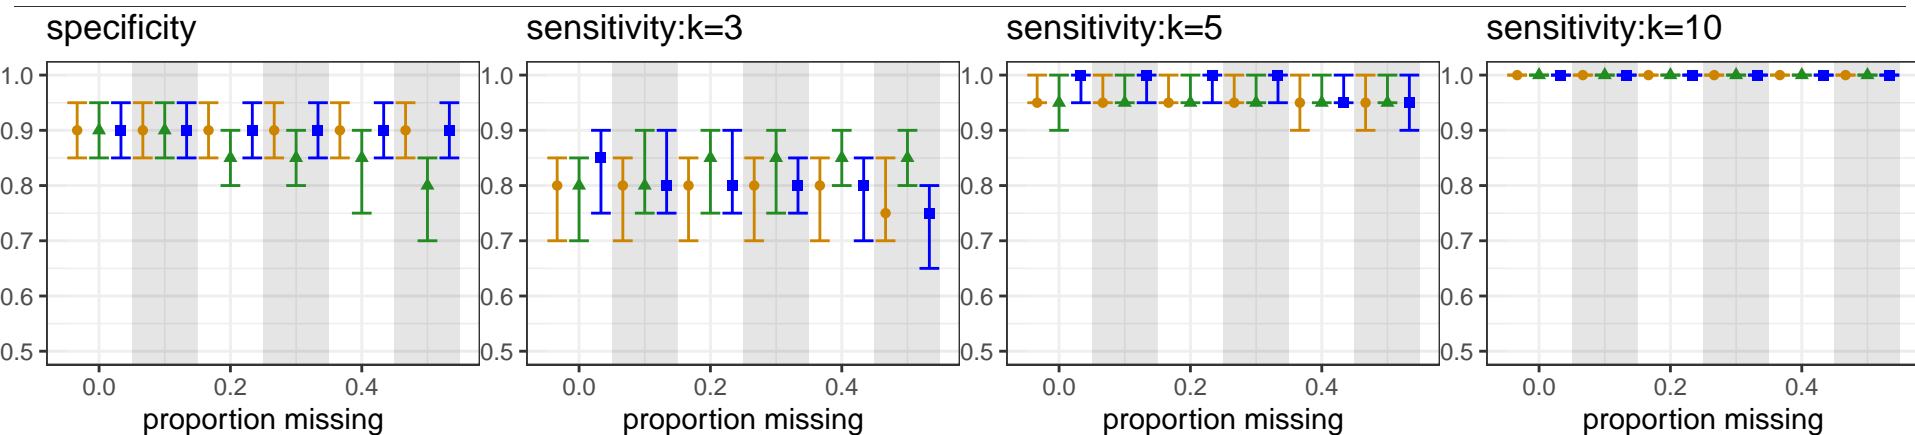 specificity
sensitivity:k=3
sensitivity:k=5
sensitivity:k=10
1.0 1.0 1.0 1.0
0.9 0.9 0.9 0.9
0.8 0.8 0.8 0.8
0.7 0.7 0.7 0.7
0.6 0.6 0.6 0.6
0.5 0.5 0.5 0.5
0.0 0.2 0.4 0.0 0.2 0.4 0.0 0.2 0.4 0.0 0.2 0.4
proportion missing
proportion missing
proportion missing
proportion missing